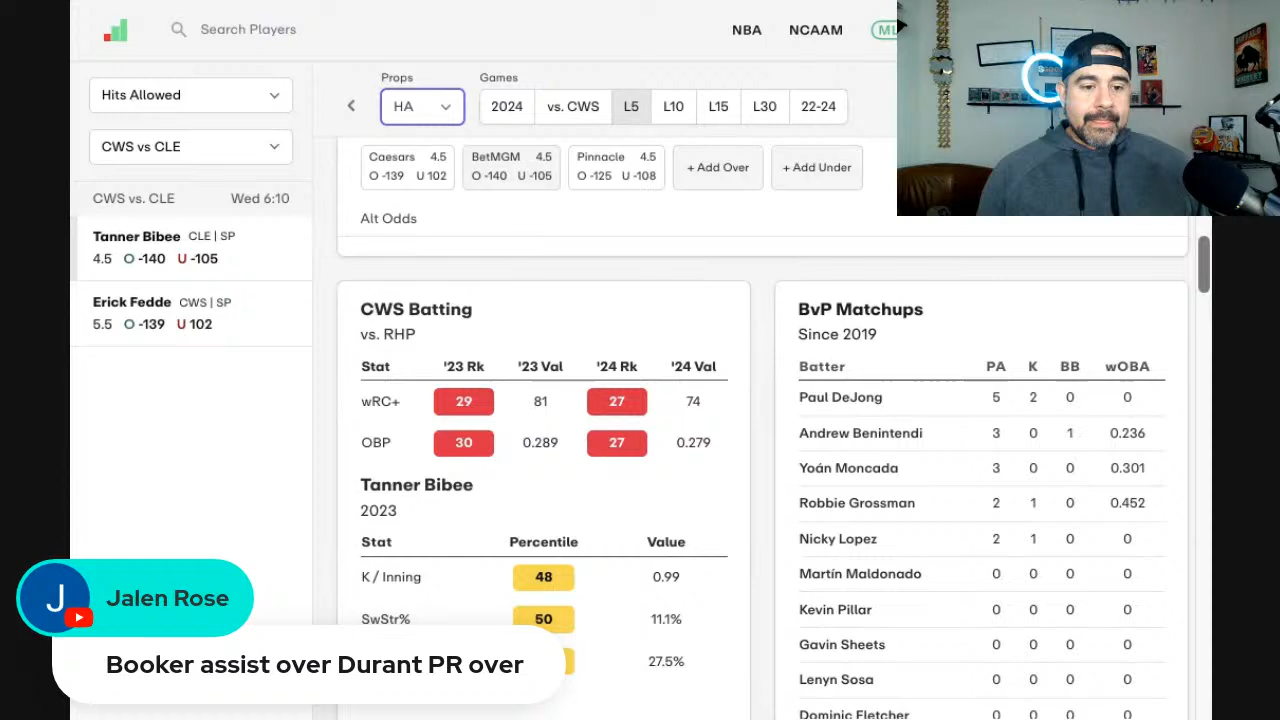 Search Players
NBA
NCAAM
Hits Allowed
CWS vs CLE
CWS vs. CLE Wed 6:10
Tanner Bibee CLE | SP
4.5 O -140 U -105
Erick Fedde CWS | SP
5.5 O -139 U 102
Props
HA
Games
2024 vs. CWS L5 L10 L15 L30 22-24
Caesars 4.5
O -139 U 102
BetMGM 4.5
O -140 U -105
Pinnacle 4.5
O -125 U -108
+ Add Over
+ Add Under
Alt Odds
CWS Batting
vs. RHP
Stat '23 Rk '23 Val '24 Rk '24 Val
wRC+ 29 81 27 74
OBP 30 0.289 27 0.279
Tanner Bibee
2023
Stat Percentile Value
K / Inning 48 0.99
SwStr% 50 11.1%
27.5%
BvP Matchups
Since 2019
Batter PA K BB wOBA
Paul DeJong 5 2 0 0
Andrew Benintendi 3 0 1 0.236
Yoán Moncada 3 0 0 0.301
Robbie Grossman 2 1 0 0.452
Nicky Lopez 2 1 0 0
Martín Maldonado 0 0 0 0
Kevin Pillar 0 0 0 0
Gavin Sheets 0 0 0 0
Lenyn Sosa 0 0 0 0
Dominic Fletcher 0 0 0 0
J
Jalen Rose
Booker assist over Durant PR over